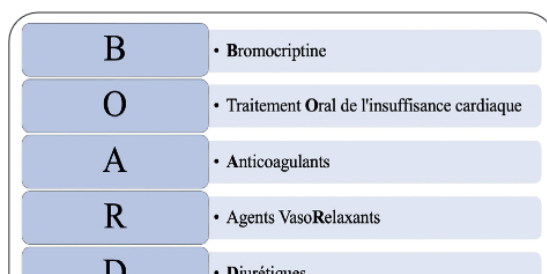 B
• Bromocriptine
O
• Traitement Oral de l'insuffisance cardiaque
A
• Anticoagulants
R
• Agents VasoRelaxants
D
• Diurétiques